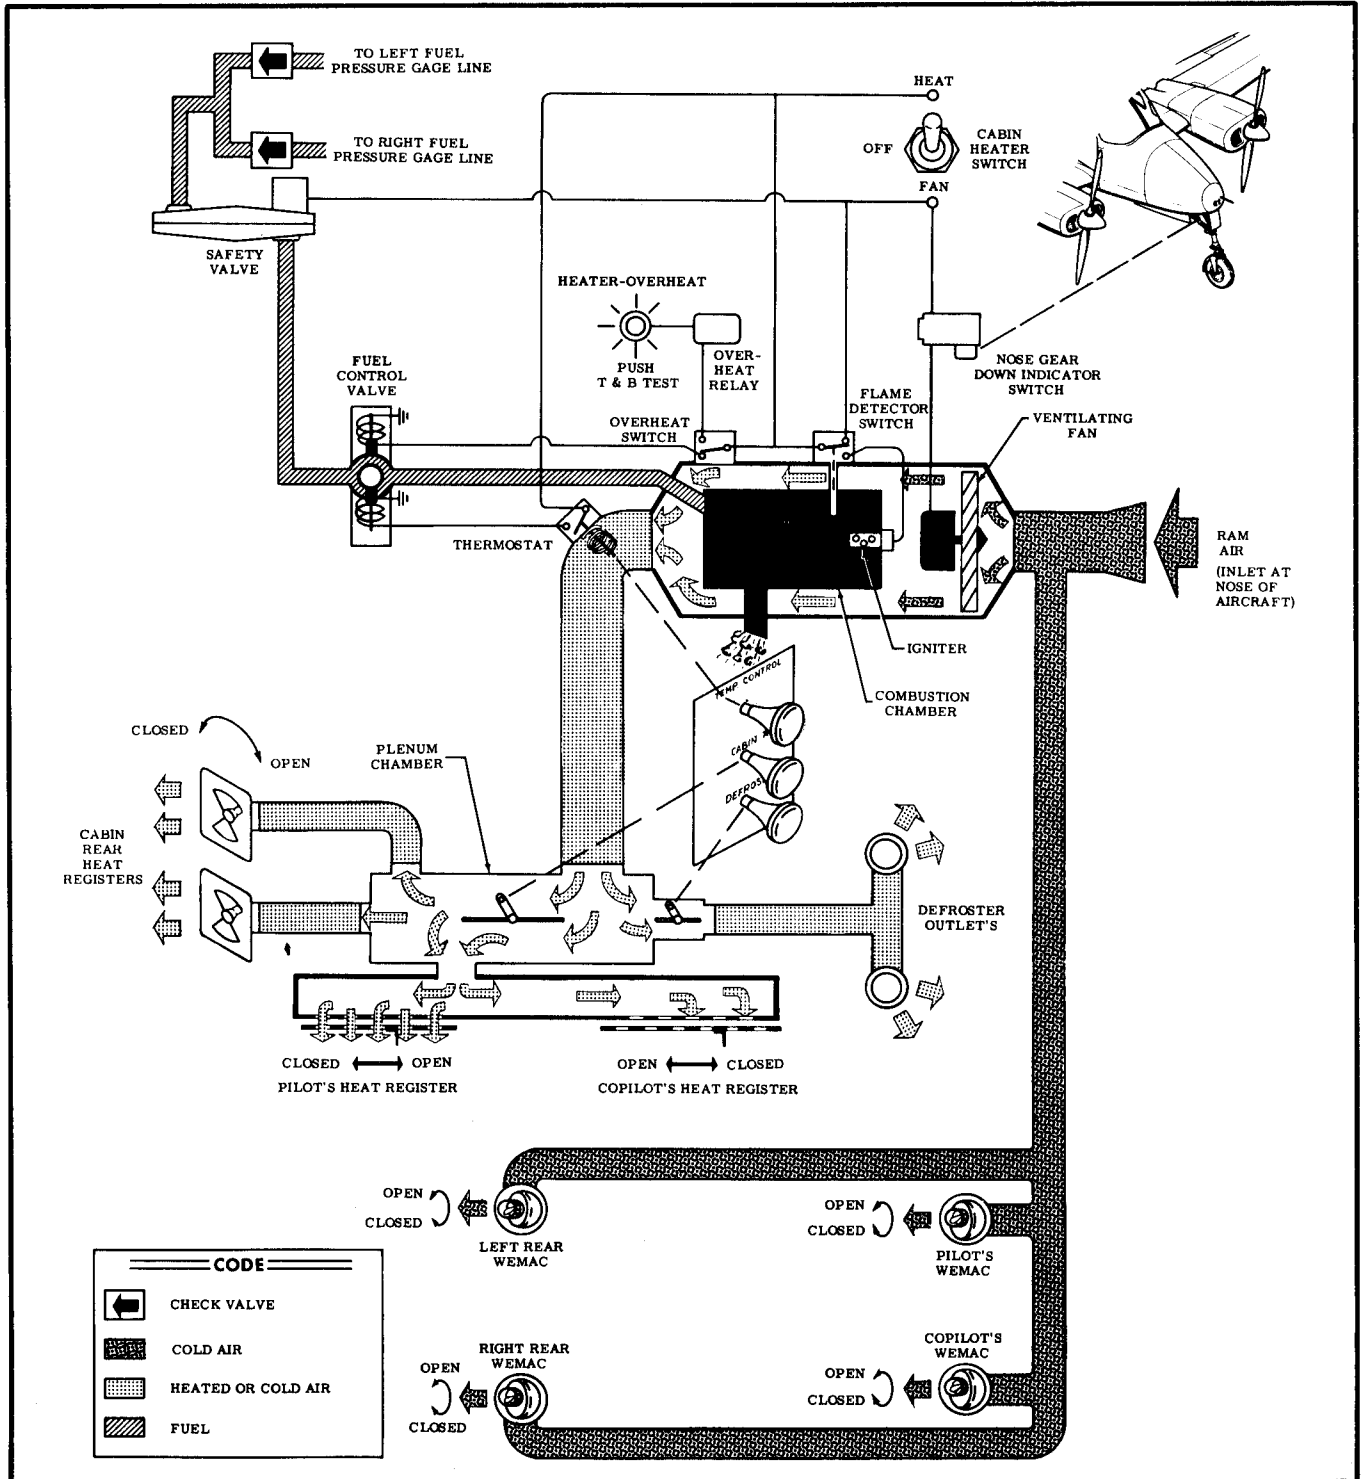 TO LEFT FUEL
PRESSURE GAGE LINE
TO RIGHT FUEL
PRESSURE GAGE LINE
HEAT
OFF
CABIN
HEATER
SWITCH
FAN
SAFETY
VALVE
HEATER-OVERHEAT
PUSH
T & B TEST
OVER-
HEAT
RELAY
NOSE GEAR
DOWN INDICATOR
SWITCH
FUEL
CONTROL
VALVE
FLAME
DETECTOR
SWITCH
OVERHEAT
SWITCH
VENTILATING
FAN
THERMOSTAT
RAM
AIR
(INLET AT
NOSE OF
AIRCRAFT)
IGNITER
COMBUSTION
CHAMBER
TEMP CONTROL
CABIN
DEFROS
CLOSED
OPEN
PLENUM
CHAMBER
CABIN
REAR
HEAT
REGISTERS
DEFROSTER
OUTLET'S
CLOSED
OPEN
PILOT'S HEAT REGISTER
OPEN
CLOSED
COPILOT'S HEAT REGISTER
OPEN
CLOSED
LEFT REAR
WEMAC
OPEN
CLOSED
PILOT'S
WEMAC
RIGHT REAR
WEMAC
OPEN
CLOSED
COPILOT'S
WEMAC
OPEN
CLOSED
CODE
CHECK VALVE
COLD AIR
HEATED OR COLD AIR
FUEL